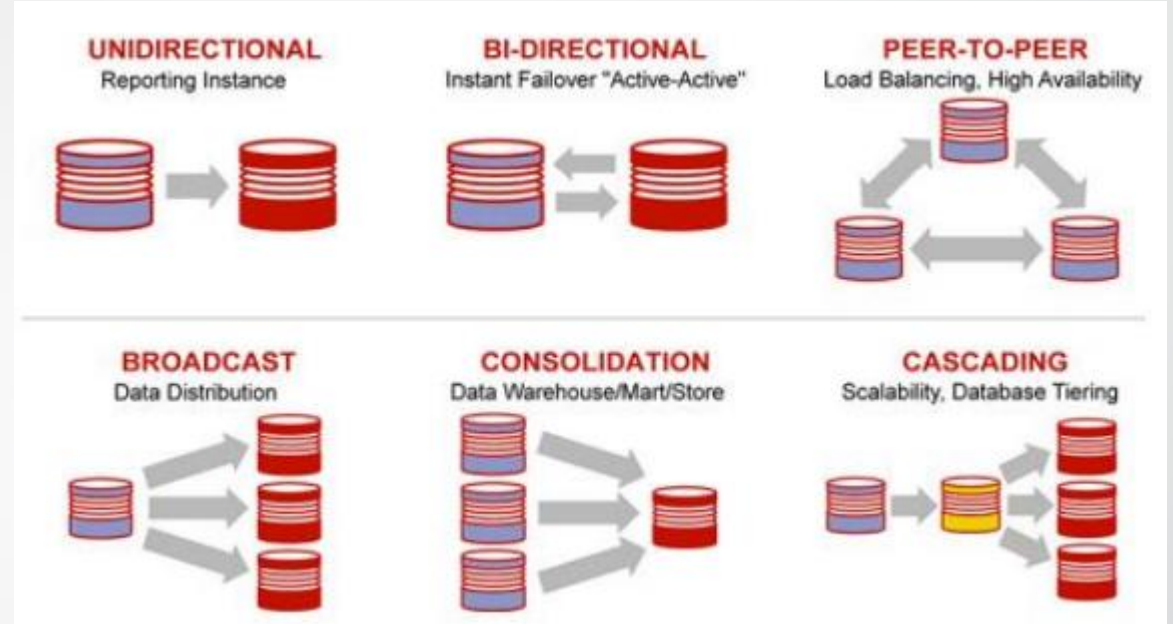 UNIDIRECTIONAL
Reporting Instance
BI-DIRECTIONAL
Instant Failover "Active-Active"
PEER-TO-PEER
Load Balancing, High Availability
BROADCAST
Data Distribution
CONSOLIDATION
Data Warehouse/Mart/Store
CASCADING
Scalability, Database Tiering